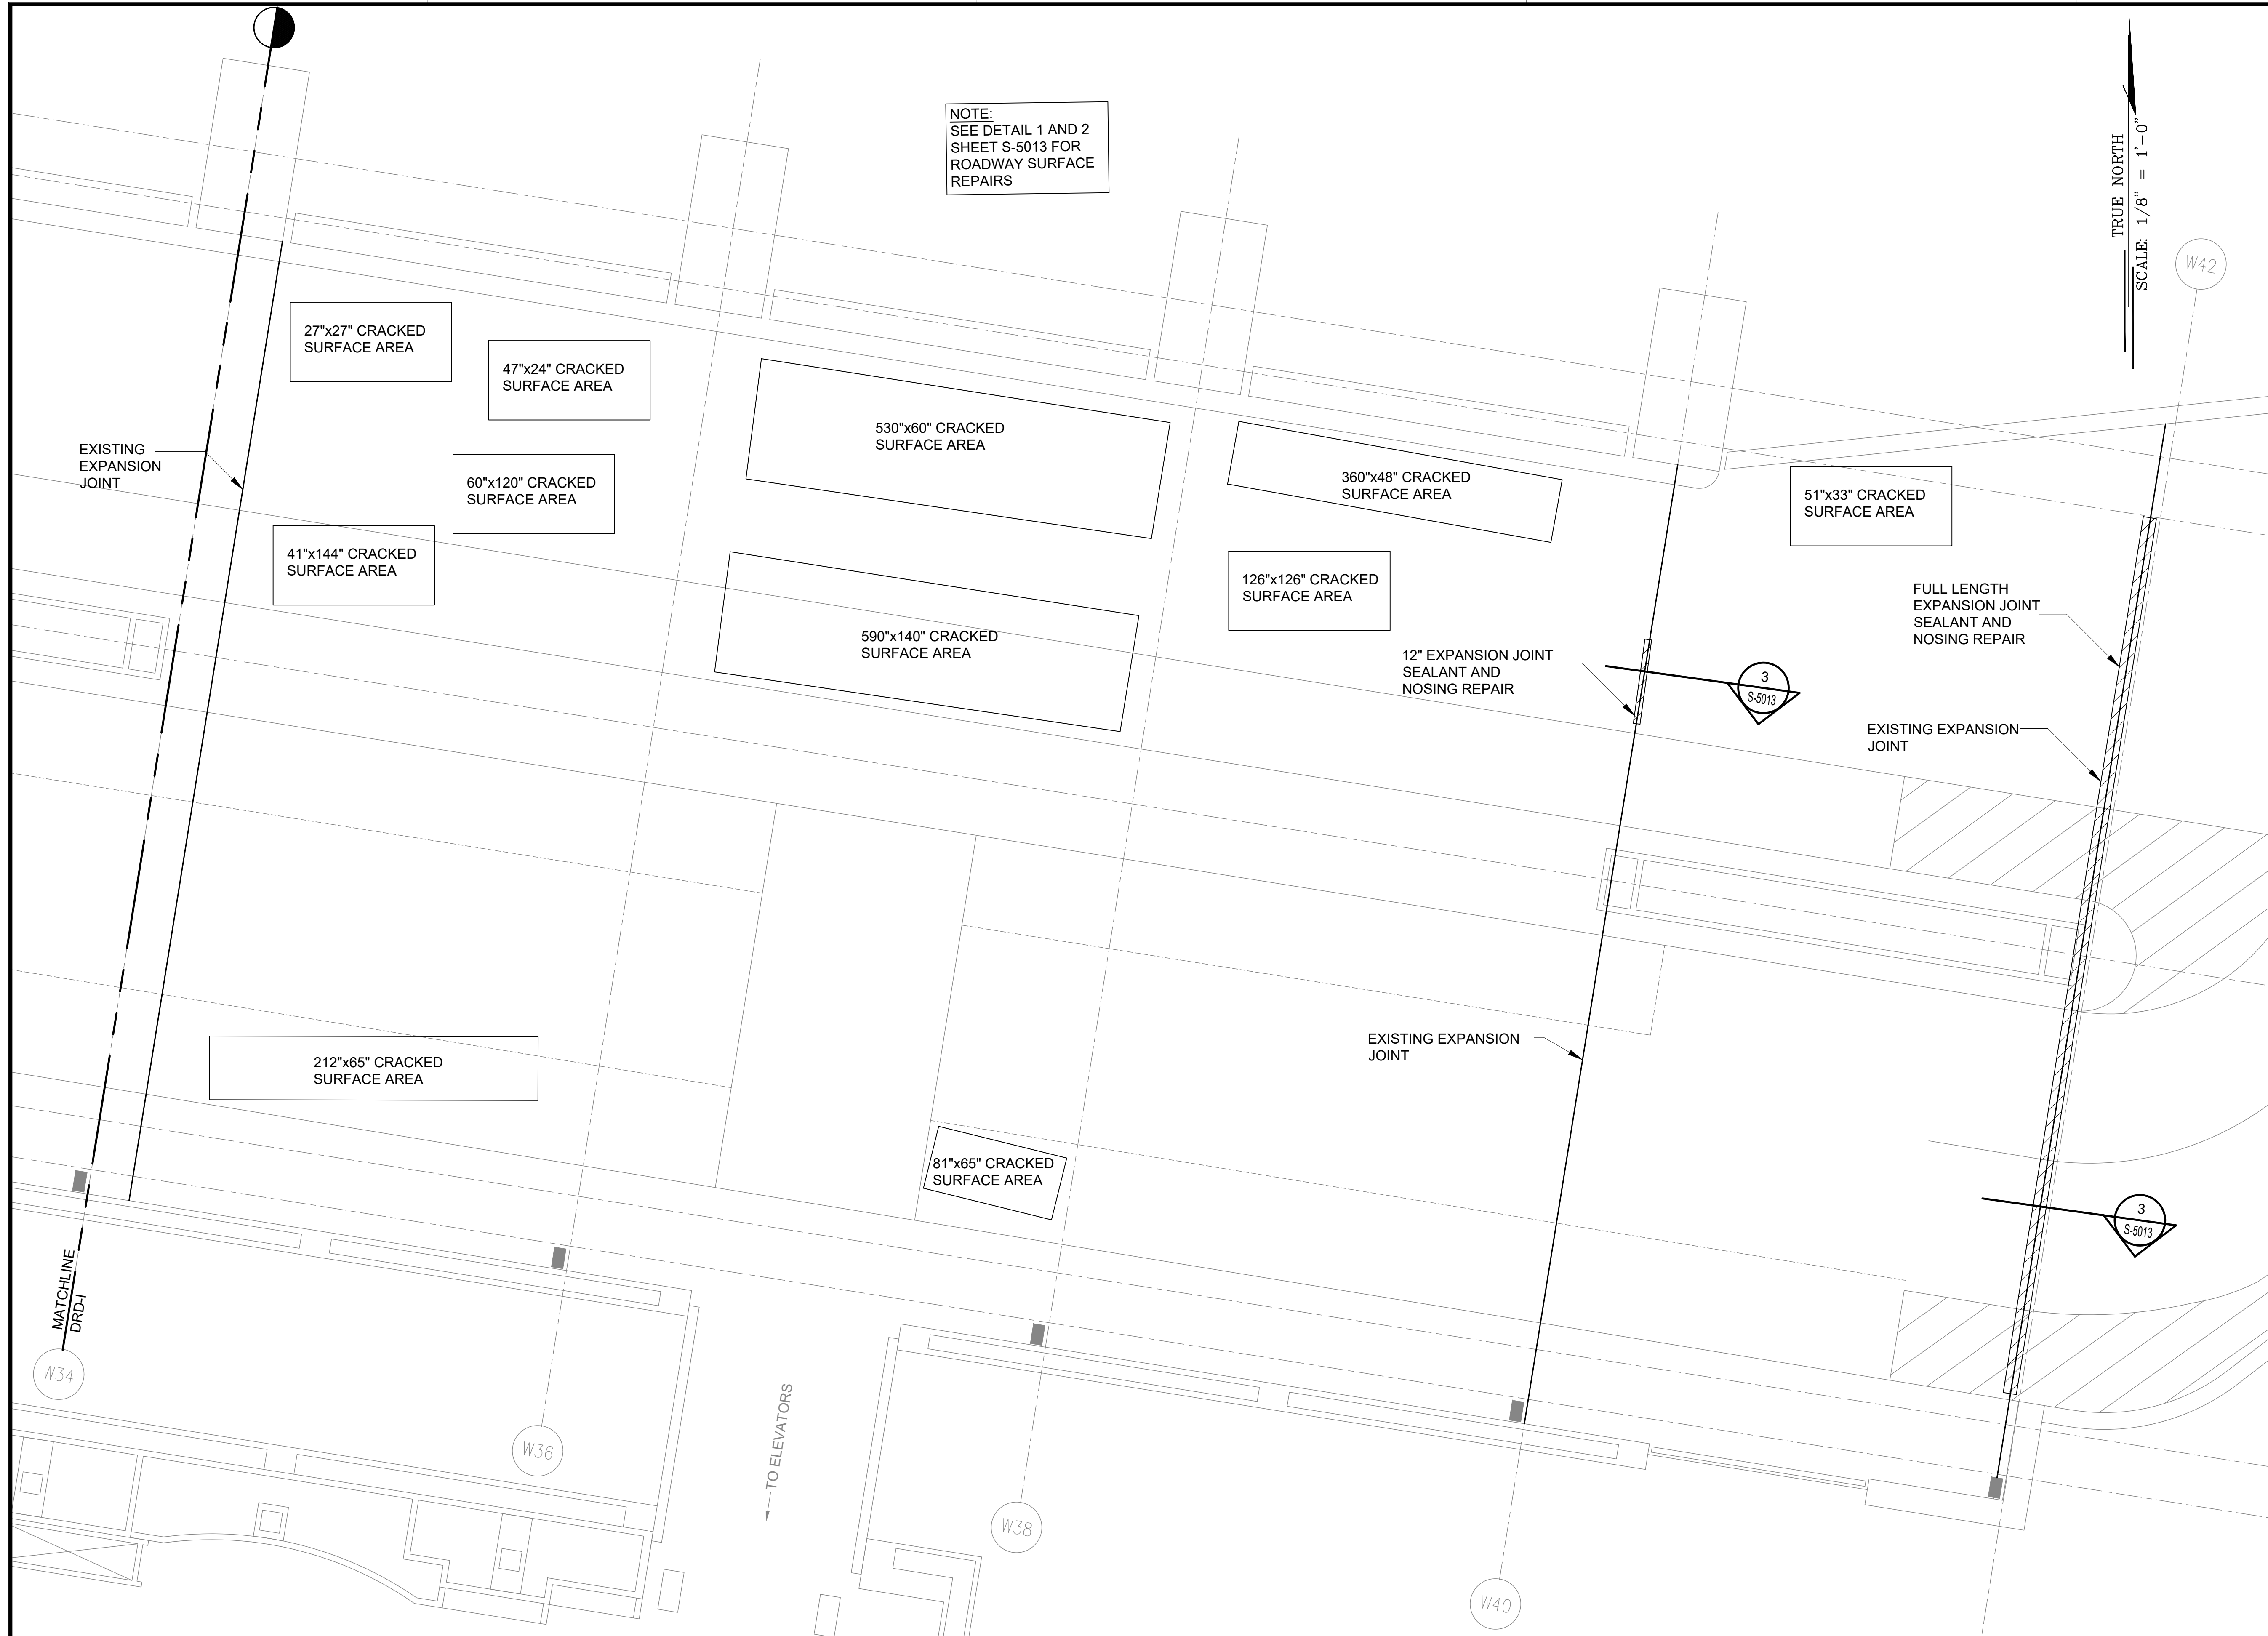 NOTE:
SEE DETAIL 1 AND 2
SHEET S-5013 FOR
ROADWAY SURFACE
REPAIRS
TRUE NORTH
SCALE: 1/8" = 1'-0"
W42
27"x27" CRACKED
SURFACE AREA
47"x24" CRACKED
SURFACE AREA
530"x60" CRACKED
SURFACE AREA
EXISTING
EXPANSION
JOINT
60"x120" CRACKED
SURFACE AREA
360"x48" CRACKED
SURFACE AREA
51"x33" CRACKED
SURFACE AREA
41"x144" CRACKED
SURFACE AREA
126"x126" CRACKED
SURFACE AREA
FULL LENGTH
EXPANSION JOINT
SEALANT AND
NOSING REPAIR
590"x140" CRACKED
SURFACE AREA
12" EXPANSION JOINT
SEALANT AND
NOSING REPAIR
3
S-5013
EXISTING EXPANSION
JOINT
EXISTING EXPANSION
JOINT
212"x65" CRACKED
SURFACE AREA
81"x65" CRACKED
SURFACE AREA
3
S-5013
MATCHLINE
DRD-I
W34
TO ELEVATORS
W36
W38
W40